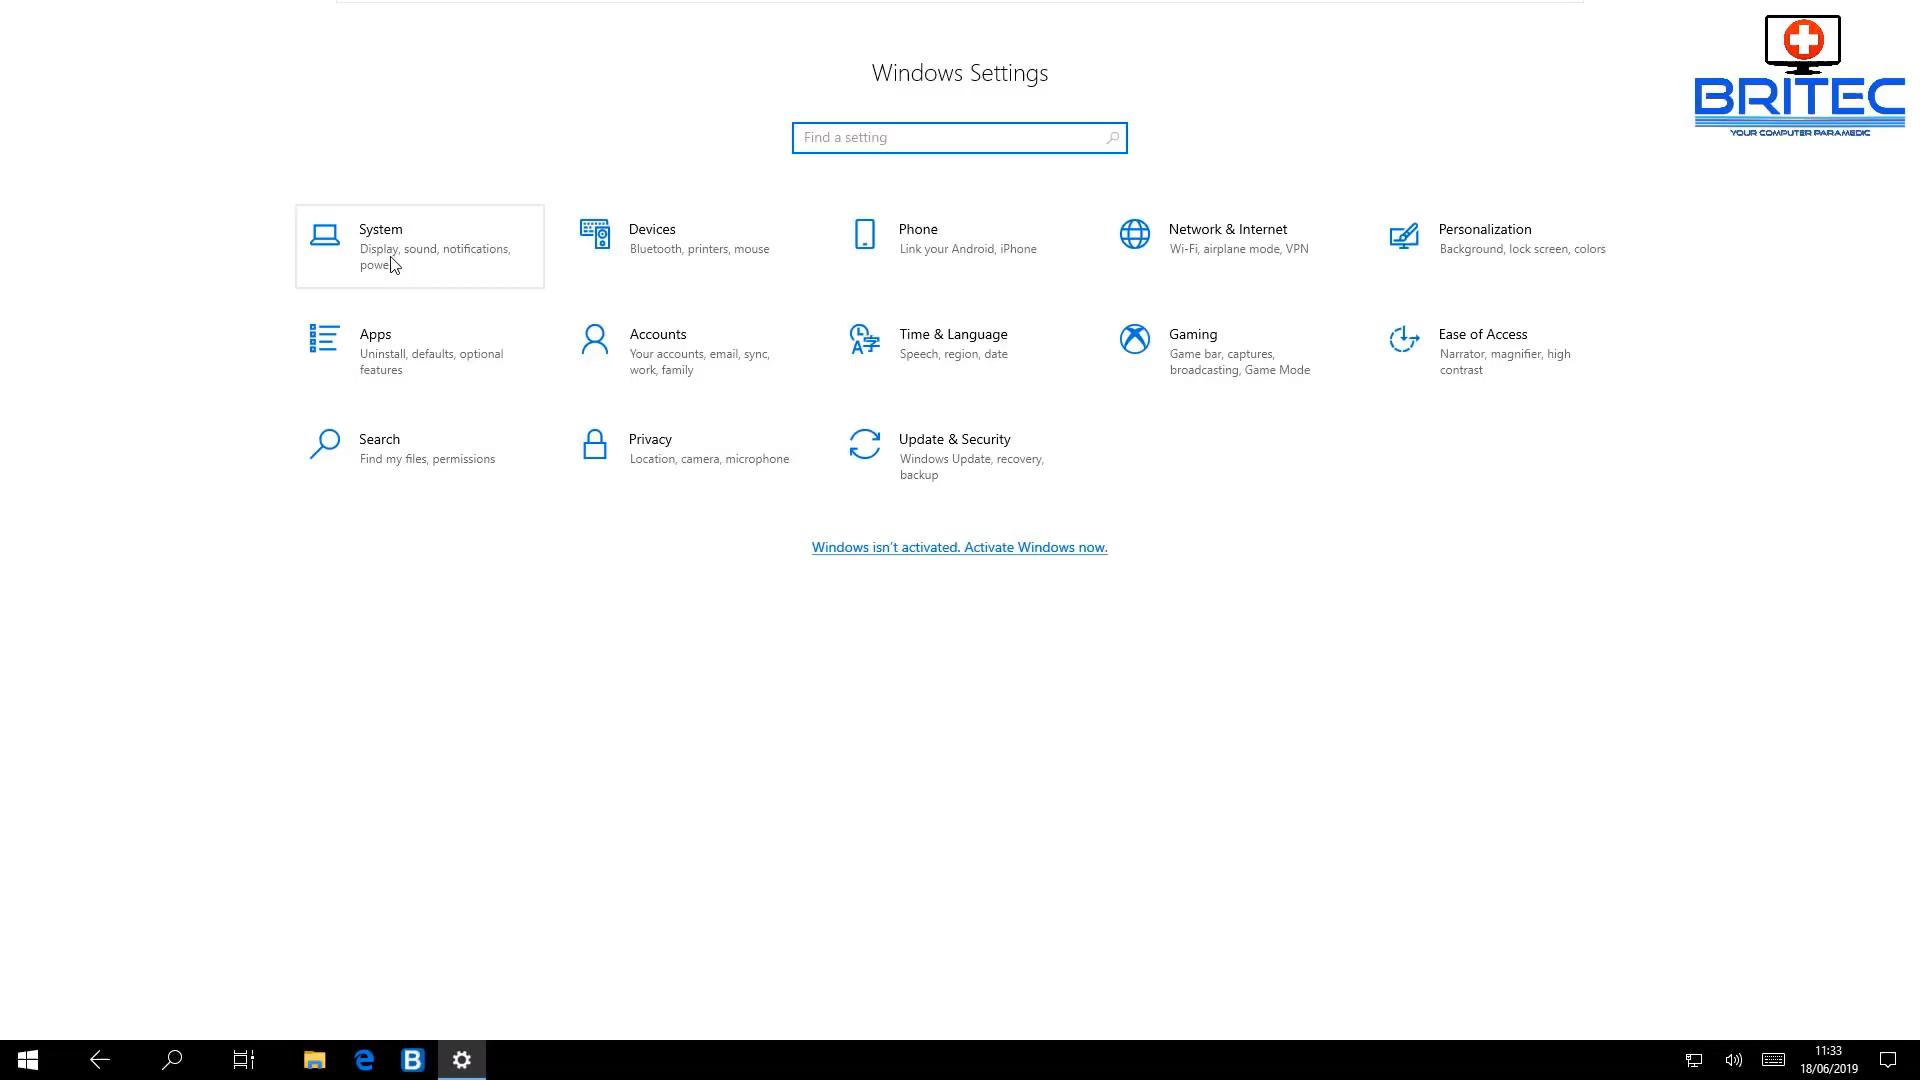 Windows Settings
Find a setting
BRITEC
YOUR COMPUTER PARAMEDIC
System
Display, sound, notifications,
power
Devices
Bluetooth, printers, mouse
Phone
Link your Android, iPhone
Network & Internet
Wi-Fi, airplane mode, VPN
Personalization
Background, lock screen, colors
Apps
Uninstall, defaults, optional
features
Accounts
Your accounts, email, sync,
work, family
Time & Language
Speech, region, date
Gaming
Game bar, captures,
broadcasting, Game Mode
Ease of Access
Narrator, magnifier, high
contrast
Search
Find my files, permissions
Privacy
Location, camera, microphone
Update & Security
Windows Update, recovery,
backup
Windows isn't activated. Activate Windows now.
B
11:33
18/06/2019